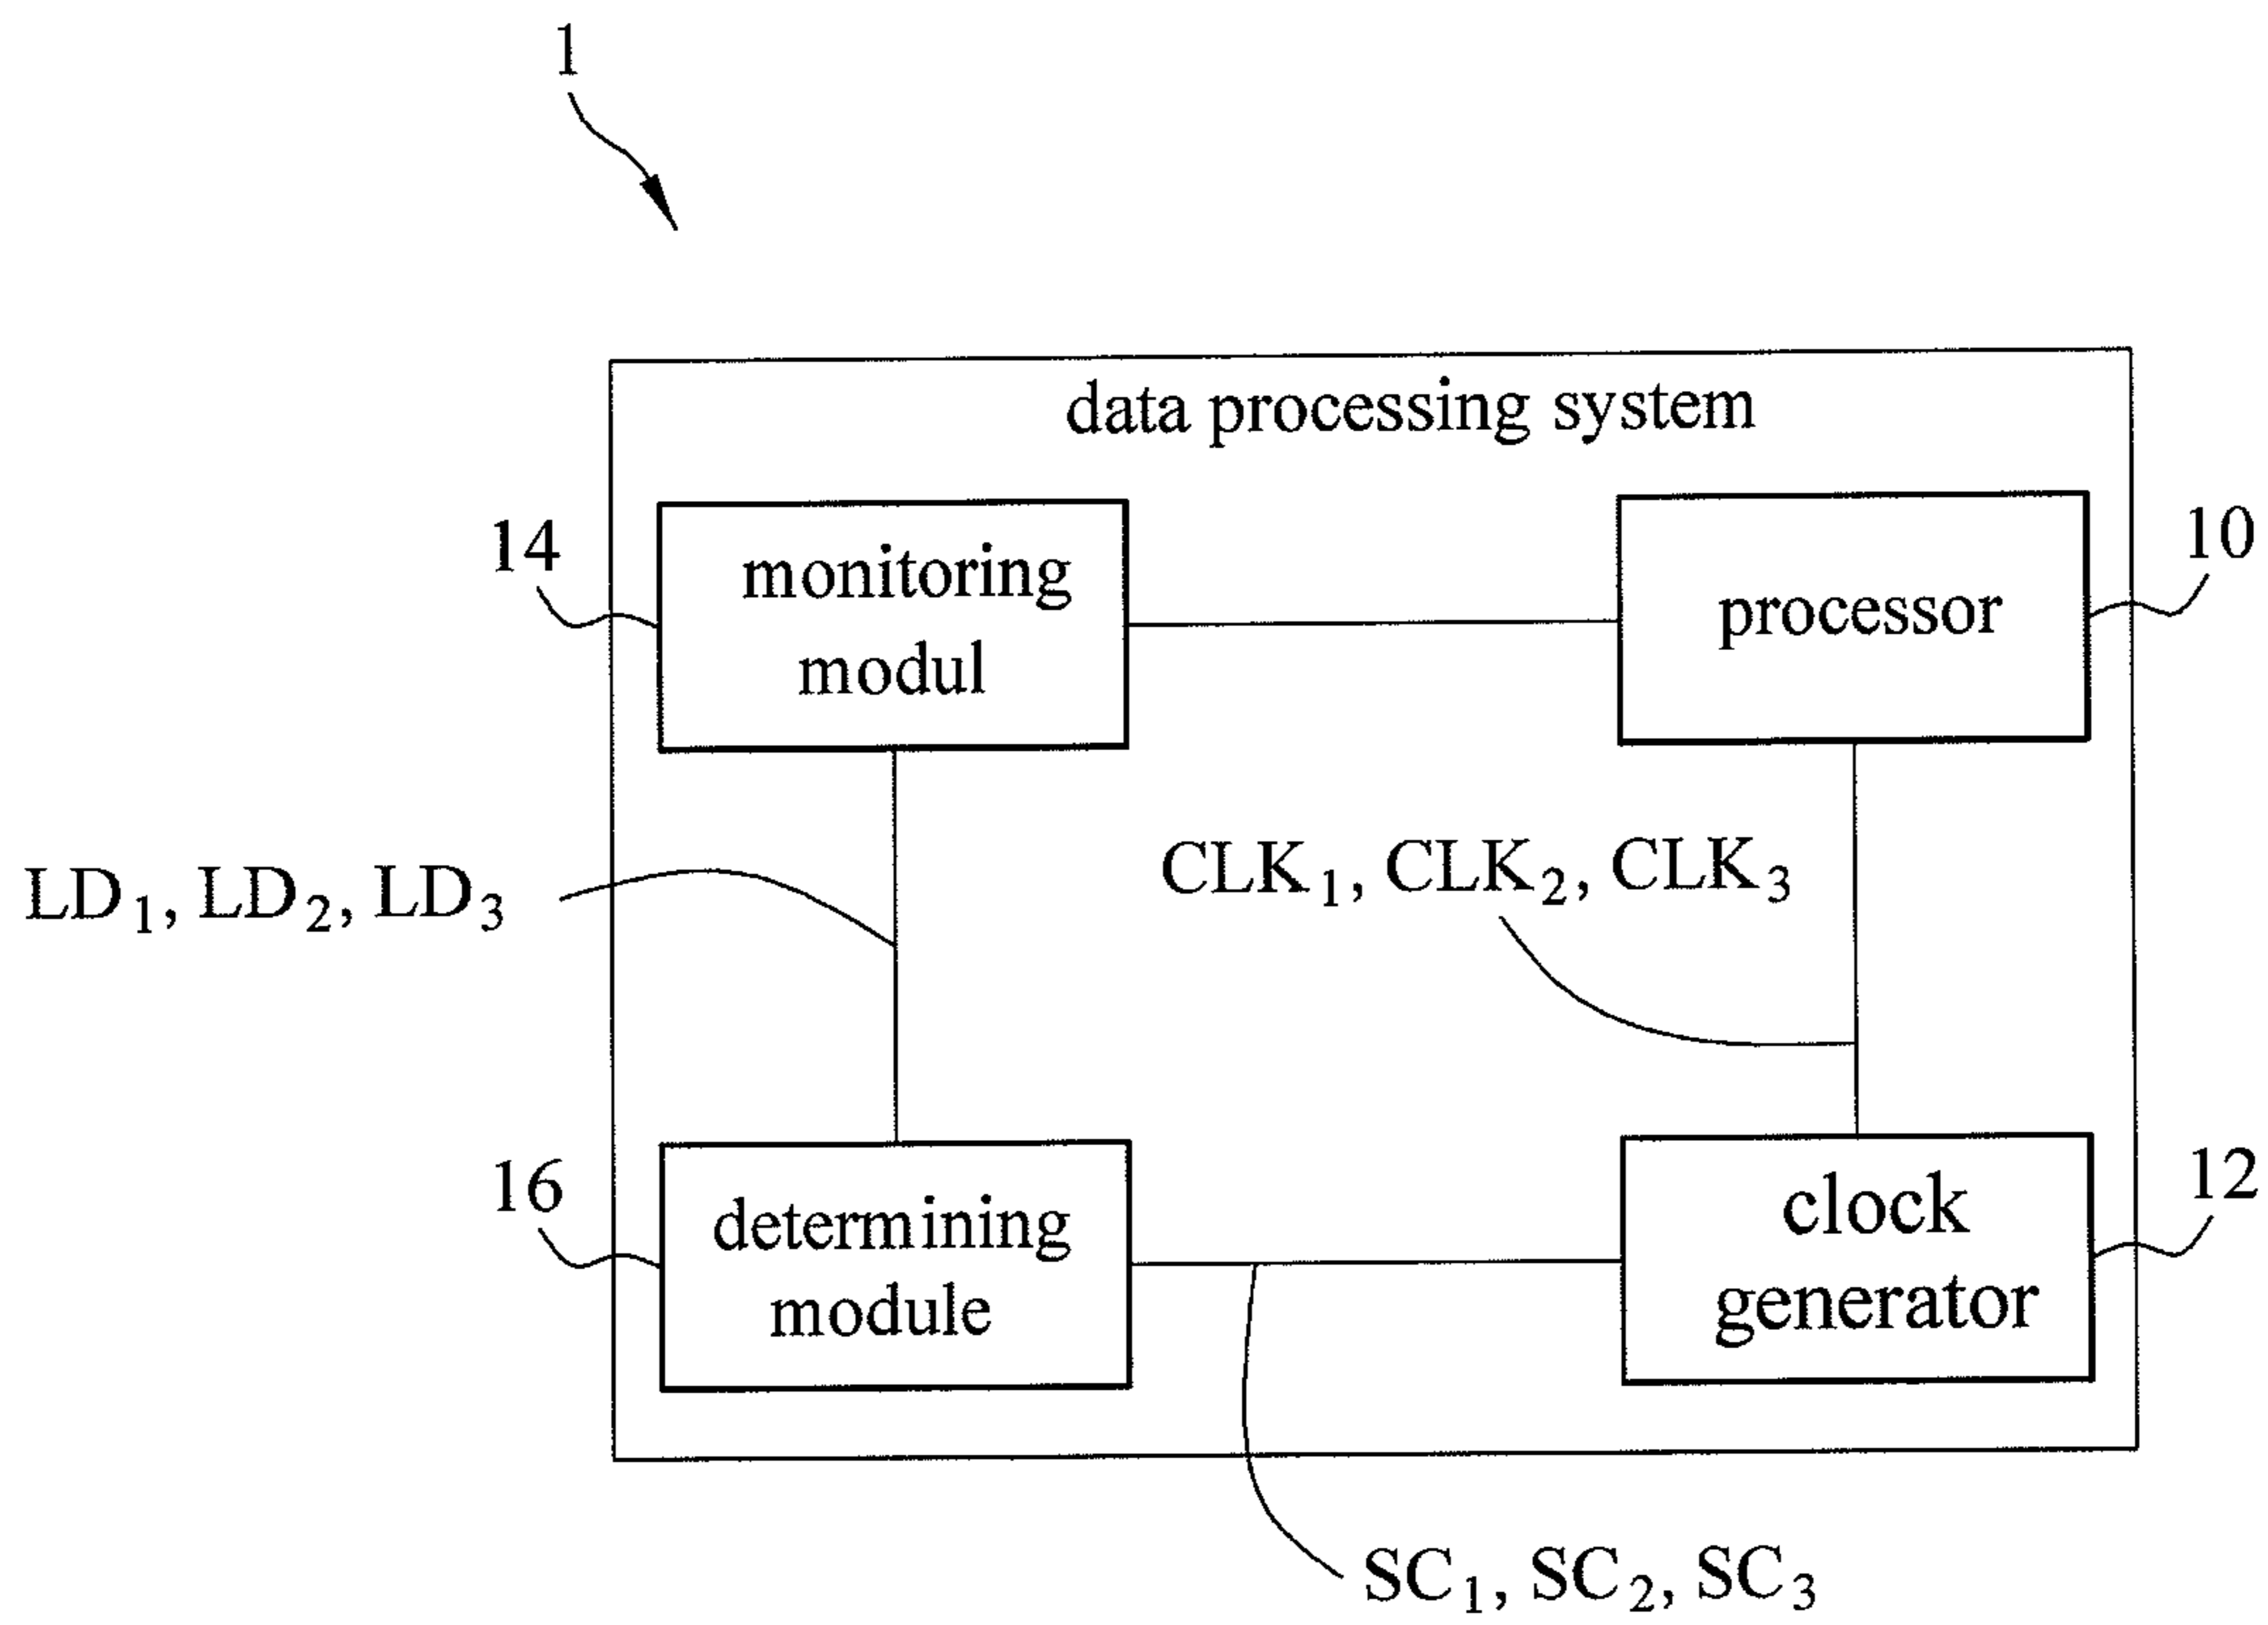 1
data processing system
14
monitoring
modul
processor
10
LD1, LD2, LD3
CLK1, CLK2, CLK3
16
determining
module
clock
generator
12
SC1, SC2, SC3